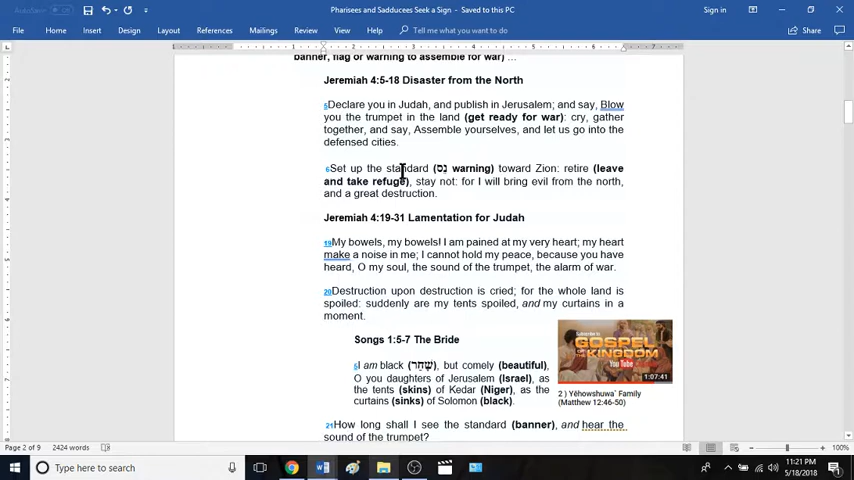 AutoSave Off
Pharisees and Sadducees Seek a Sign - Saved to this PC
Sign in
File Home Insert Draw Design Layout References Mailings Review View Help Tell me what you want to do
banner, flag or warning to assemble for war) …
Jeremiah 4:5-18 Disaster from the North
5Declare you in Judah, and publish in Jerusalem; and say, Blow
you the trumpet in the land (get ready for war): cry, gather
together, and say, Assemble yourselves, and let us go into the
defensed cities.
6Set up the standard (נֵס warning) toward Zion: retire (leave
and take refuge), stay not: for I will bring evil from the north,
and a great destruction.
Jeremiah 4:19-31 Lamentation for Judah
19My bowels, my bowels! I am pained at my very heart; my heart
make a noise in me; I cannot hold my peace, because you have
heard, O my soul, the sound of the trumpet, the alarm of war.
20Destruction upon destruction is cried; for the whole land is
spoiled: suddenly are my tents spoiled, and my curtains in a
moment.
Songs 1:5-7 The Bride
5I am black (שָׁחַר), but comely (beautiful),
O you daughters of Jerusalem (Israel), as
the tents (skins) of Kedar (Niger), as the
curtains (sinks) of Solomon (black).
Subscribe to
GOSPEL
OF THE
KINGDOM
YouTube
1:07:41
2 ) Yêhowshuwa` Family
(Matthew 12:46-50)
21How long shall I see the standard (banner), and hear the
sound of the trumpet?
Page 2 of 9 2424 words
100%
Type here to search
11:21 PM
5/18/2018